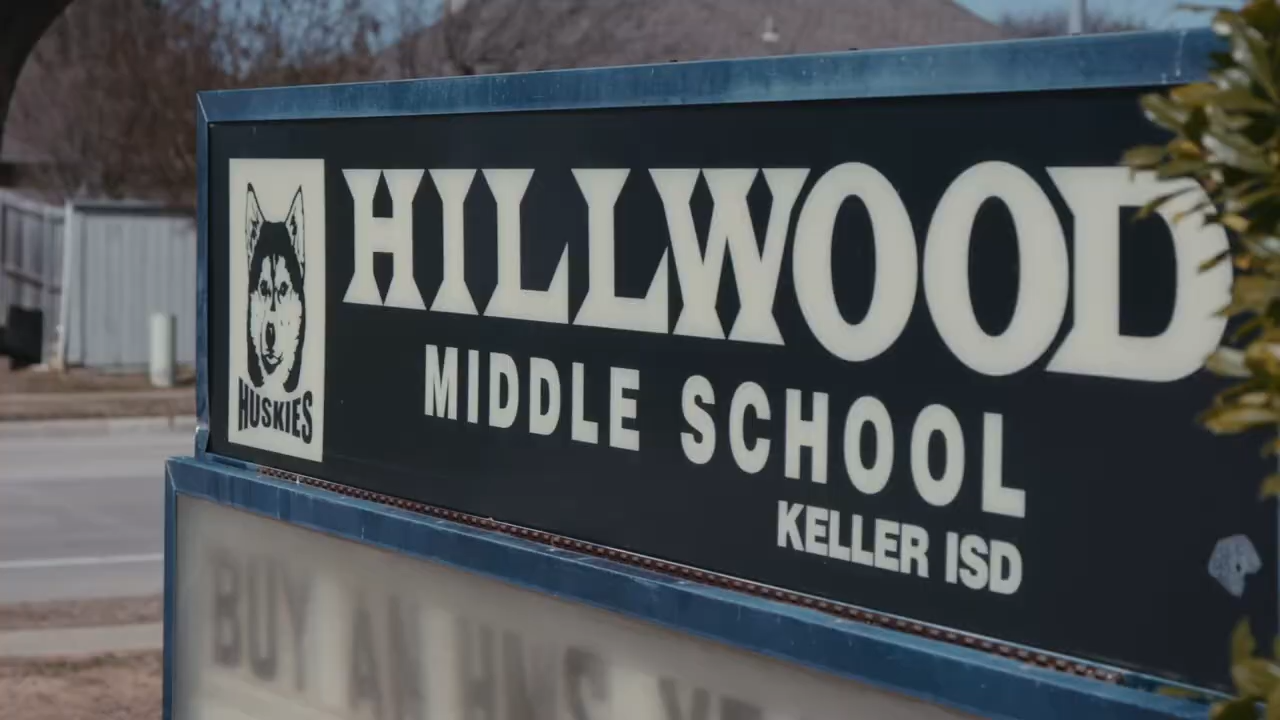 HILLWOOD
MIDDLE SCHOOL
KELLER ISD
HUSKIES
BUY AN HMS